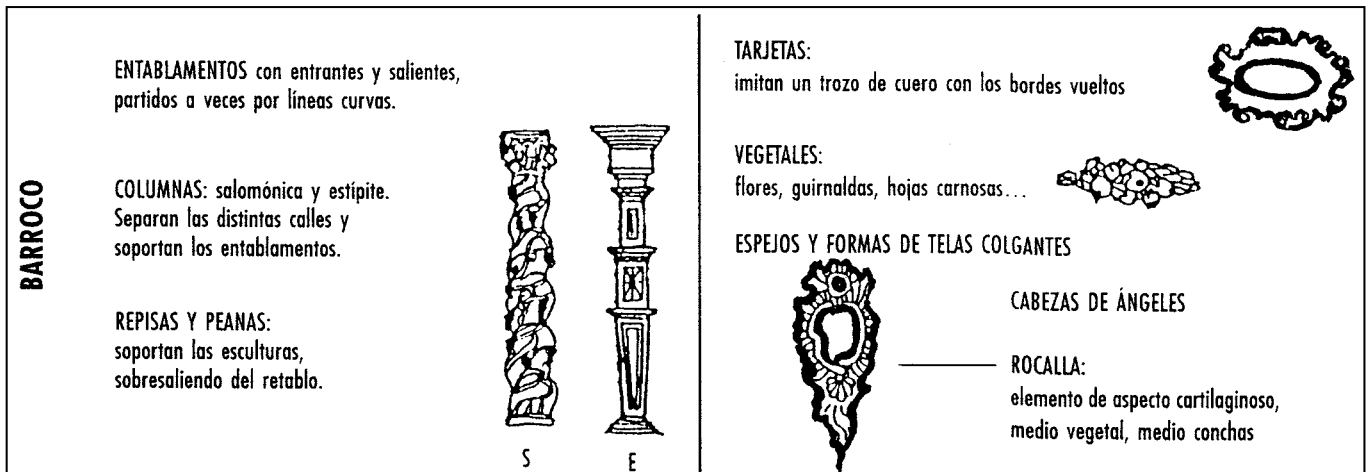 BARROCO
ENTABLAMENTOS con entrantes y salientes,
partidos a veces por líneas curvas.
COLUMNAS: salomónica y estípite.
Separan las distintas calles y
soportan los entablamentos.
REPISAS Y PEANAS:
soportan las esculturas,
sobresaliendo del retablo.
S
E
TARJETAS:
imitan un trozo de cuero con los bordes vueltos
VEGETALES:
flores, guirnaldas, hojas carnosas...
ESPEJOS Y FORMAS DE TELAS COLGANTES
CABEZAS DE ÁNGELES
ROCALLA:
elemento de aspecto cartilaginoso,
medio vegetal, medio conchas